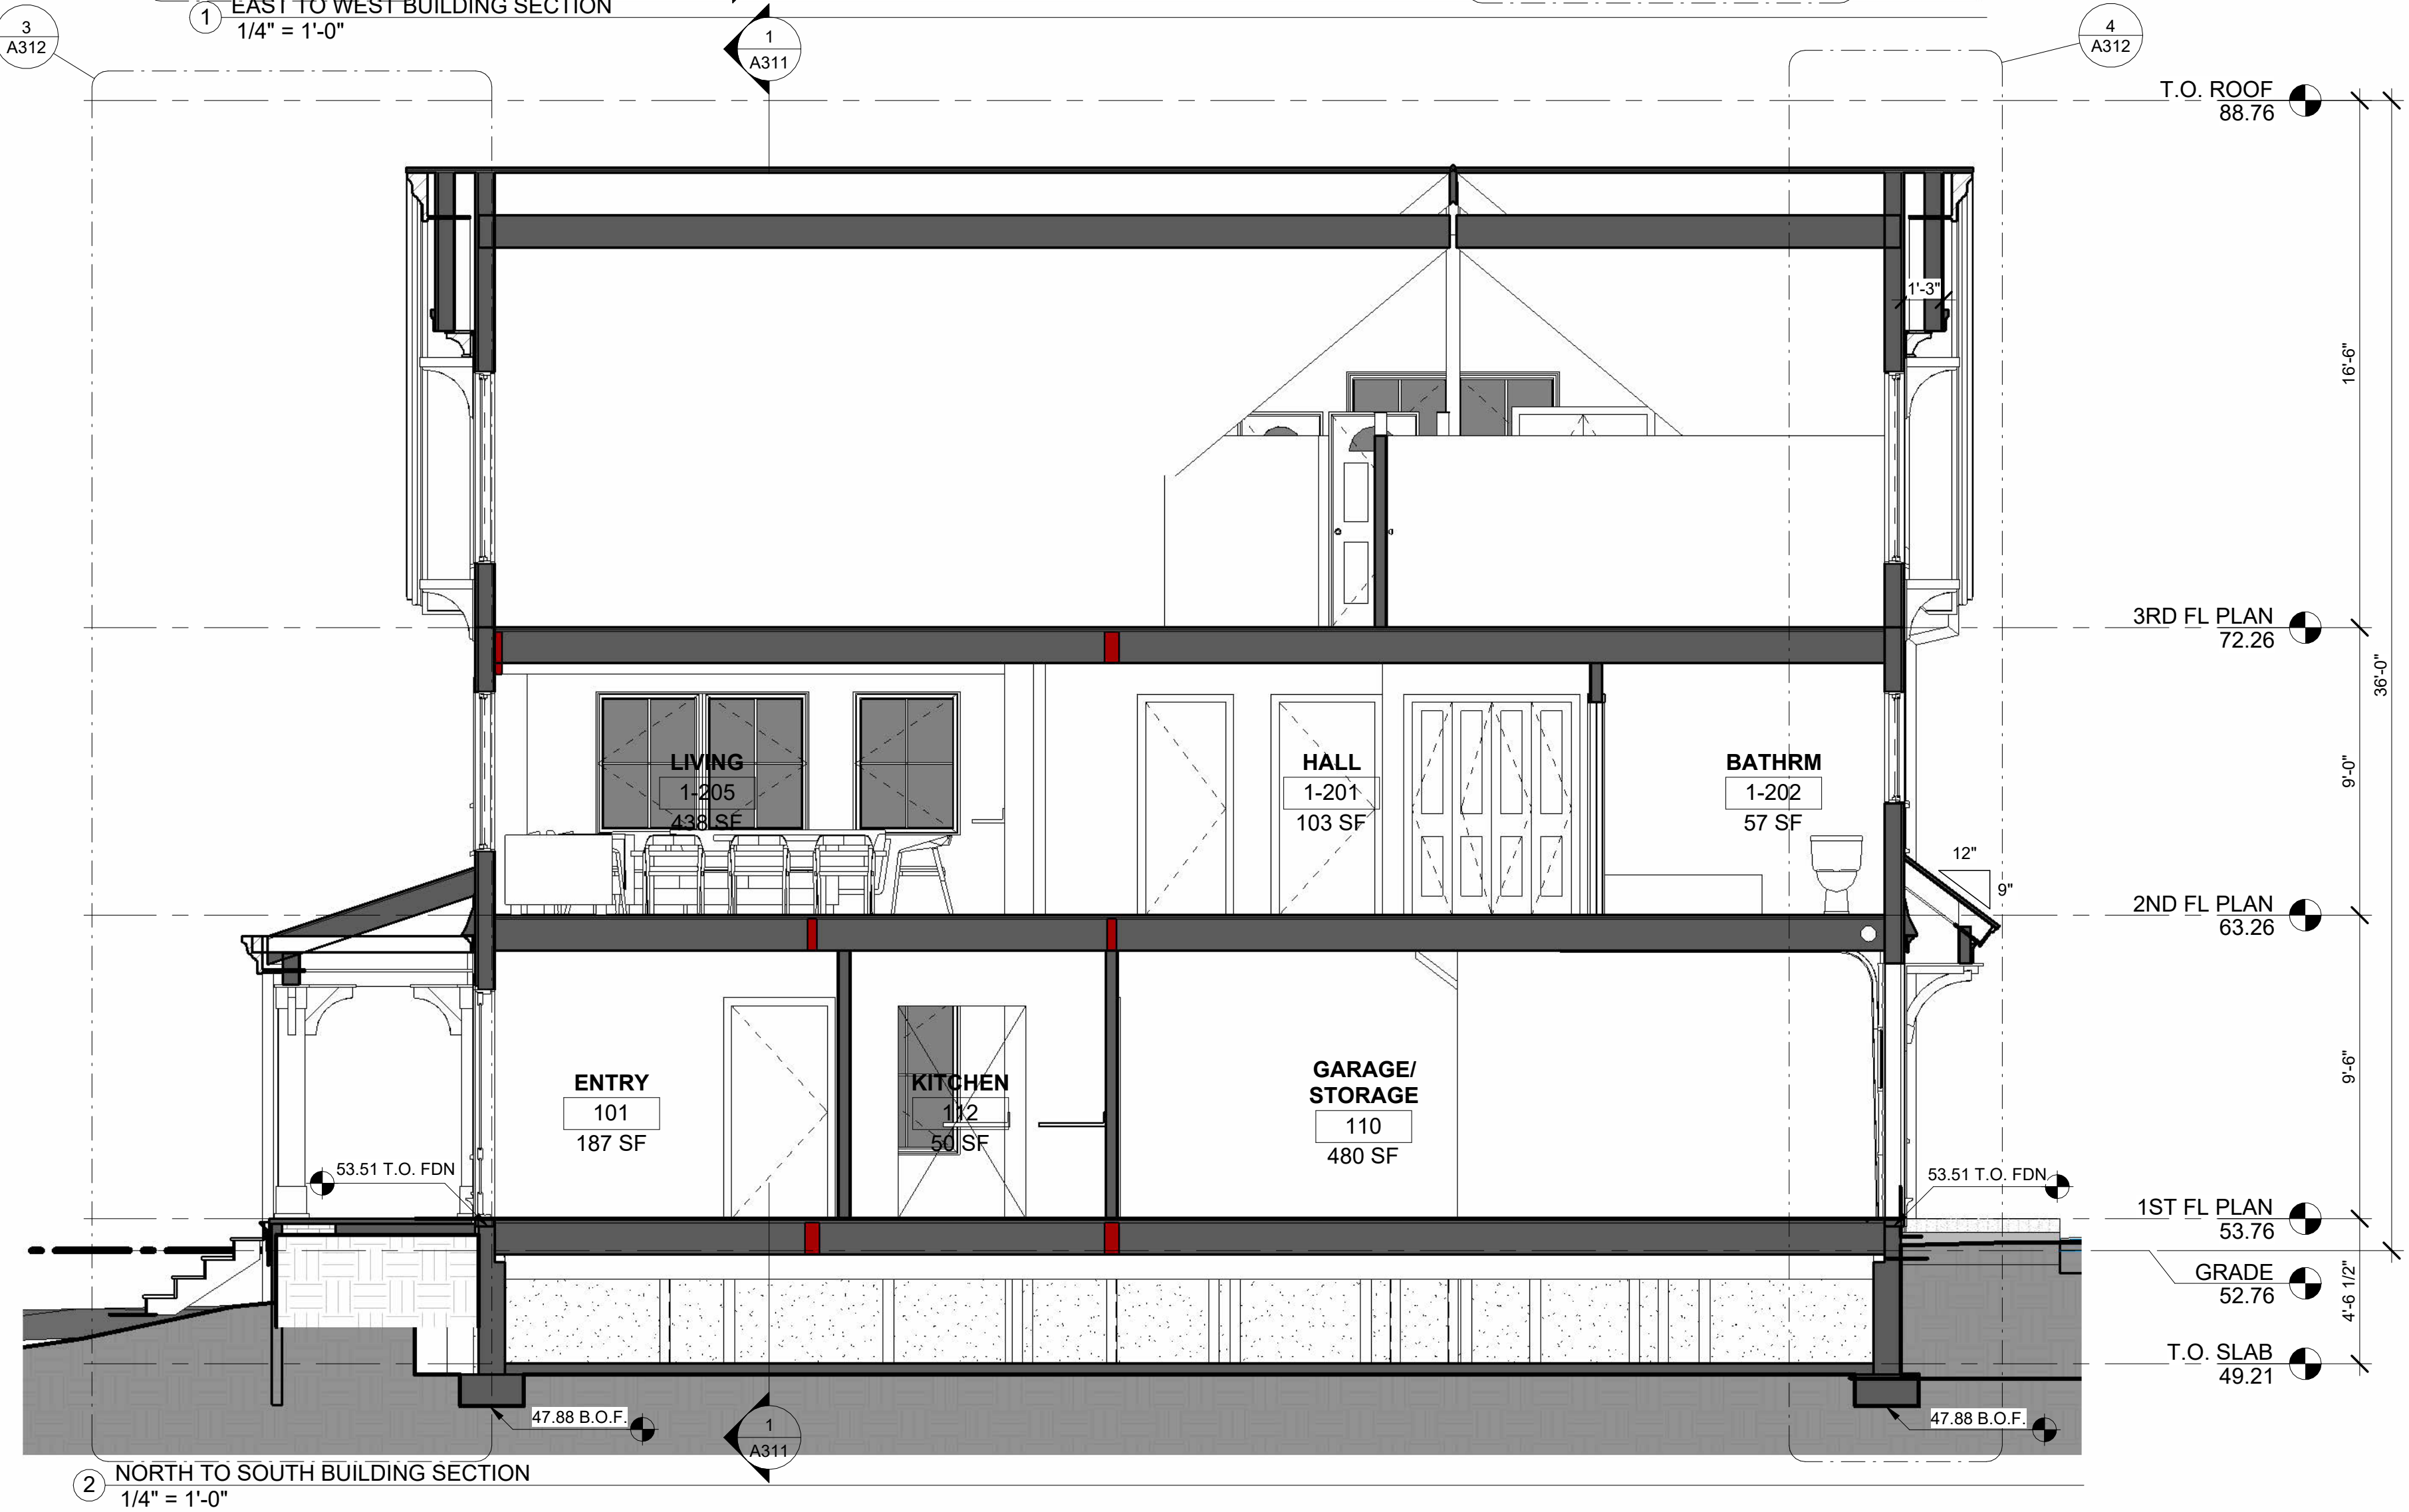 1 EAST TO WEST BUILDING SECTION
1/4" = 1'-0"
3
A312
1
A311
4
A312
T.O. ROOF
88.76
1'-3"
16'-6"
3RD FL PLAN
72.26
36'-0"
LIVING
1-205
438 SF
HALL
1-201
103 SF
BATHRM
1-202
57 SF
9'-0"
12"
9"
2ND FL PLAN
63.26
ENTRY
101
187 SF
KITCHEN
112
50 SF
GARAGE/
STORAGE
110
480 SF
9'-6"
53.51 T.O. FDN
53.51 T.O. FDN
1ST FL PLAN
53.76
GRADE
52.76
4'-6 1/2"
T.O. SLAB
49.21
47.88 B.O.F.
1
A311
47.88 B.O.F.
2 NORTH TO SOUTH BUILDING SECTION
1/4" = 1'-0"